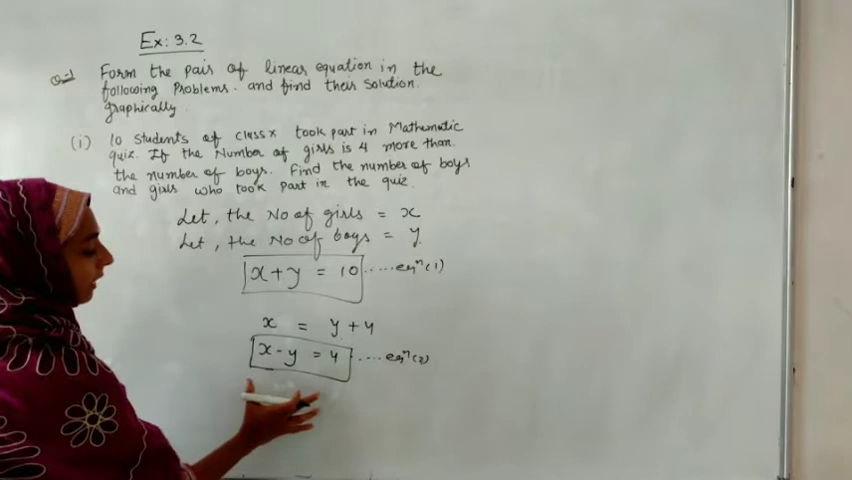 Ex: 3.2
Q:1 Form the pair of linear equation in the
following Problems. and find their Solution.
graphically.
(i) 10 Students of class x took part in Mathematic
quiz. If the Number of girls is 4 more than.
the number of boys. Find the number of boys
and girls who took part in the quiz.
Let, the No of girls = x
Let, the No of boys = y.
x+y = 10 .....eqn(1)
x = y+4
x-y = 4 ....eqn(2)